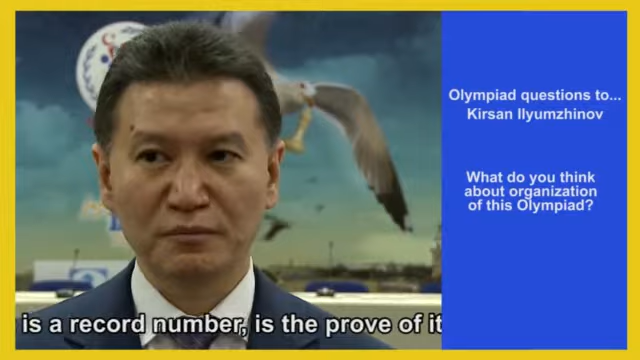 Olympiad questions to...
Kirsan Ilyumzhinov
What do you think
about organization
of this Olympiad?
is a record number, is the prove of it